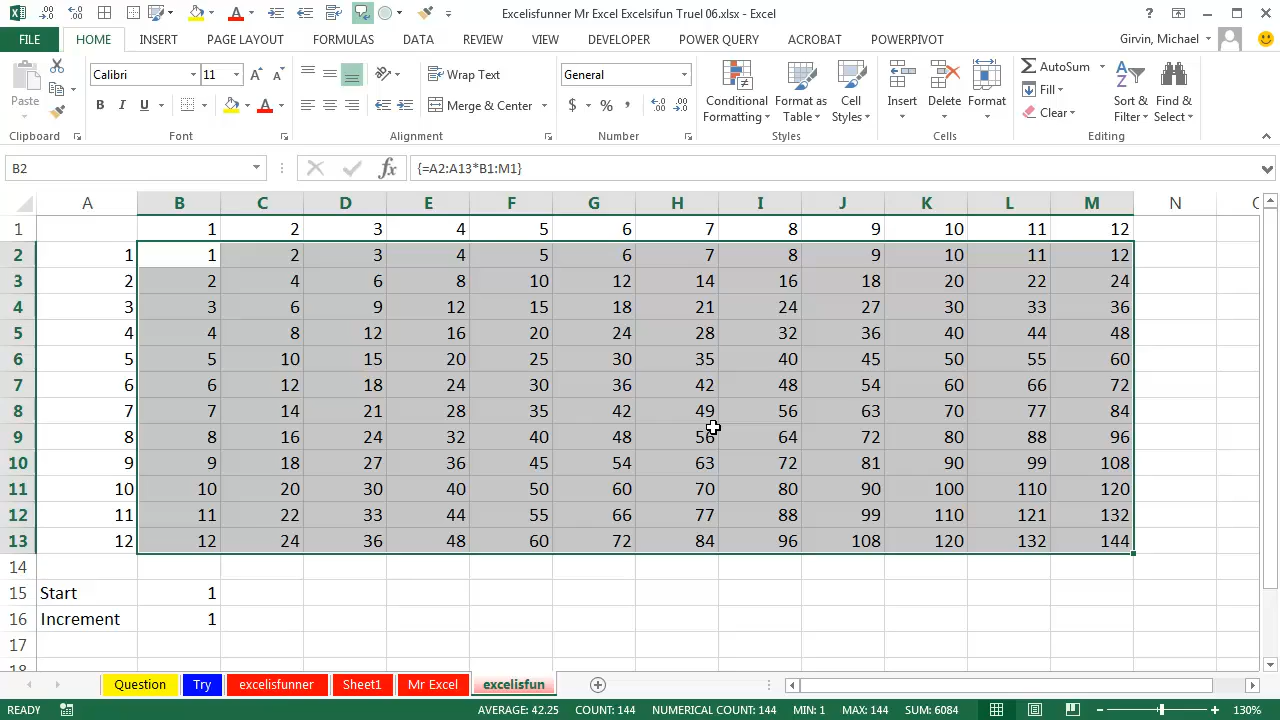 Excelisfunner Mr Excel Excelsifun Truel 06.xlsx - Excel
FILE HOME INSERT PAGE LAYOUT FORMULAS DATA REVIEW VIEW DEVELOPER POWER QUERY ACROBAT POWERPIVOT Girvin, Michael
Paste
Calibri 11
B I U A
Wrap Text
Merge & Center
General
$ % ,
Conditional Formatting
Format as Table
Cell Styles
Insert Delete Format
AutoSum
Fill
Clear
Sort & Filter
Find & Select
Clipboard Font Alignment Number Styles Cells Editing
B2 fx {=A2:A13*B1:M1}
A B C D E F G H I J K L M N
1 1 2 3 4 5 6 7 8 9 10 11 12
2 1 1 2 3 4 5 6 7 8 9 10 11 12
3 2 2 4 6 8 10 12 14 16 18 20 22 24
4 3 3 6 9 12 15 18 21 24 27 30 33 36
5 4 4 8 12 16 20 24 28 32 36 40 44 48
6 5 5 10 15 20 25 30 35 40 45 50 55 60
7 6 6 12 18 24 30 36 42 48 54 60 66 72
8 7 7 14 21 28 35 42 49 56 63 70 77 84
9 8 8 16 24 32 40 48 56 64 72 80 88 96
10 9 9 18 27 36 45 54 63 72 81 90 99 108
11 10 10 20 30 40 50 60 70 80 90 100 110 120
12 11 11 22 33 44 55 66 77 88 99 110 121 132
13 12 12 24 36 48 60 72 84 96 108 120 132 144
14
15 Start 1
16 Increment 1
17
18
Question Try excelisfunner Sheet1 Mr Excel excelisfun
READY AVERAGE: 42.25 COUNT: 144 NUMERICAL COUNT: 144 MIN: 1 MAX: 144 SUM: 6084 130%